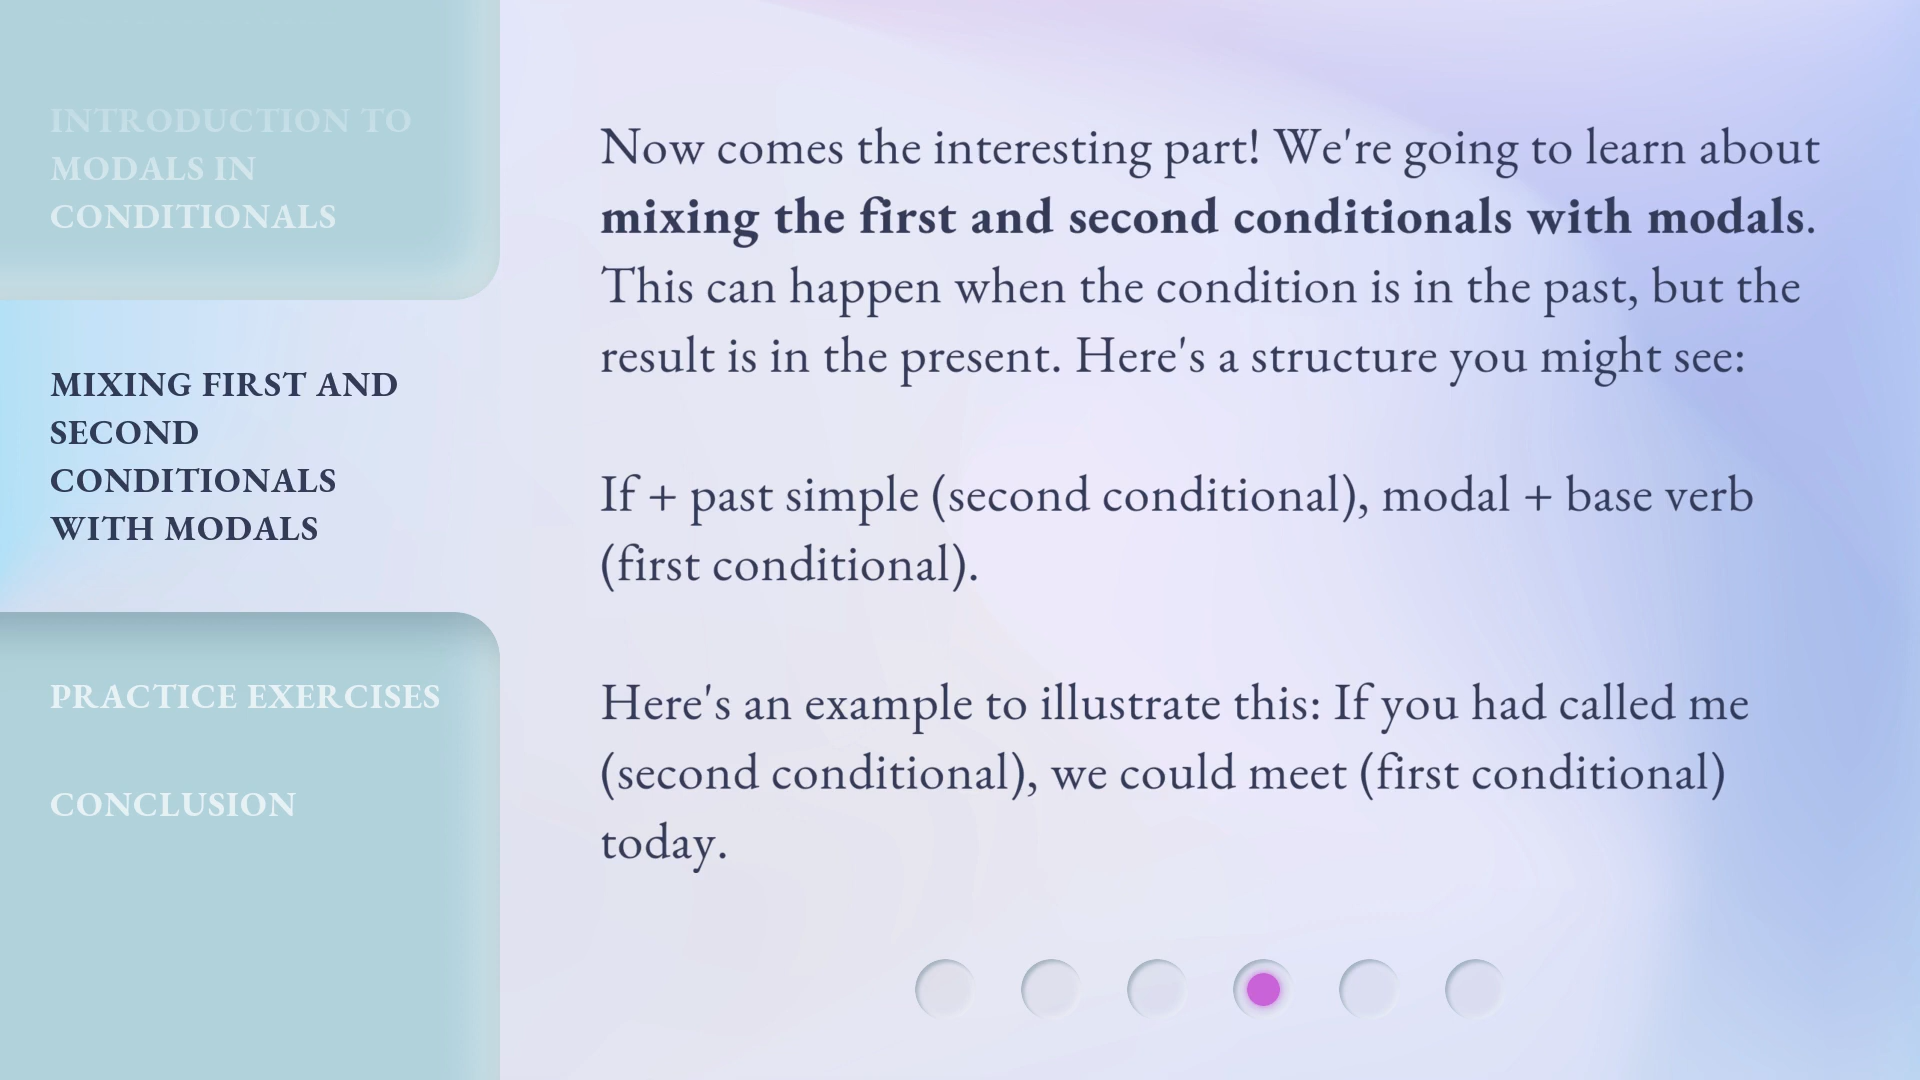 INTRODUCTION TO
MODALS IN
CONDITIONALS
MIXING FIRST AND
SECOND
CONDITIONALS
WITH MODALS
PRACTICE EXERCISES
CONCLUSION
Now comes the interesting part! We're going to learn about
mixing the first and second conditionals with modals.
This can happen when the condition is in the past, but the
result is in the present. Here's a structure you might see:
If + past simple (second conditional), modal + base verb
(first conditional).
Here's an example to illustrate this: If you had called me
(second conditional), we could meet (first conditional)
today.